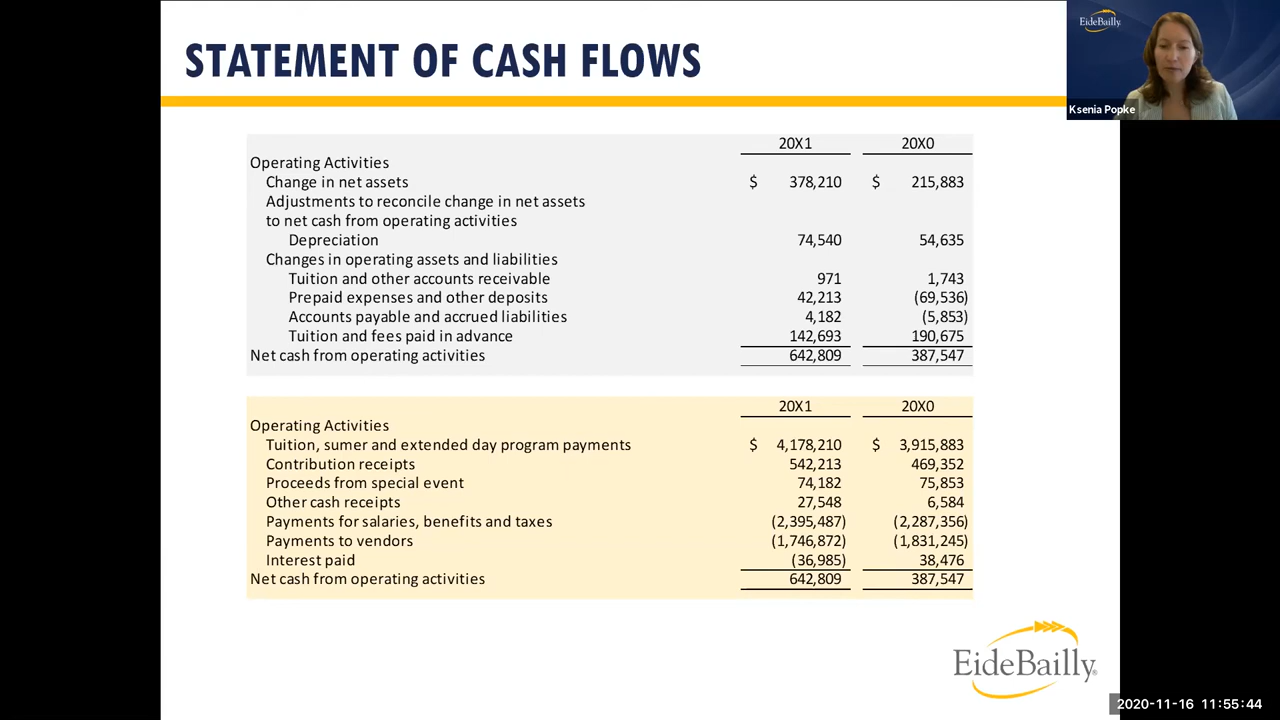 STATEMENT OF CASH FLOWS
EideBailly
Ksenia Popke
20X1 20X0
Operating Activities
Change in net assets $ 378,210 $ 215,883
Adjustments to reconcile change in net assets
to net cash from operating activities
Depreciation 74,540 54,635
Changes in operating assets and liabilities
Tuition and other accounts receivable 971 1,743
Prepaid expenses and other deposits 42,213 (69,536)
Accounts payable and accrued liabilities 4,182 (5,853)
Tuition and fees paid in advance 142,693 190,675
Net cash from operating activities 642,809 387,547
20X1 20X0
Operating Activities
Tuition, sumer and extended day program payments $ 4,178,210 $ 3,915,883
Contribution receipts 542,213 469,352
Proceeds from special event 74,182 75,853
Other cash receipts 27,548 6,584
Payments for salaries, benefits and taxes (2,395,487) (2,287,356)
Payments to vendors (1,746,872) (1,831,245)
Interest paid (36,985) 38,476
Net cash from operating activities 642,809 387,547
EideBailly®
2020-11-16 11:55:44